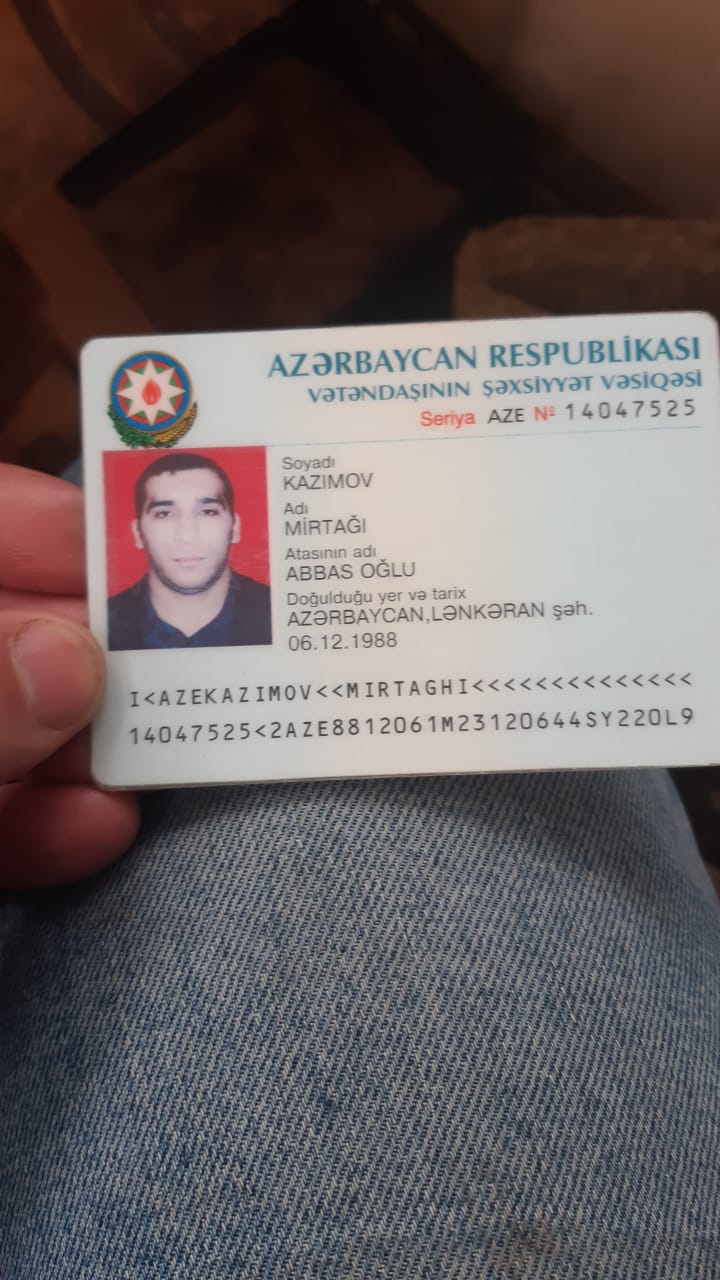 AZƏRBAYCAN RESPUBLİKASI
VƏTƏNDAŞININ ŞƏXSİYYƏT VƏSİQƏSİ
Seriya AZE № 14047525
Soyadı
KAZIMOV
Adı
MİRTAĞI
Atasının adı
ABBAS OĞLU
Doğulduğu yer və tarix
AZƏRBAYCAN,LƏNKƏRAN şəh.
06.12.1988
I<AZEKAZIMOV<<MIRTAGHI<<<<<<<<<<<<<<
14047525<2AZE8812061M23120644SY220L9